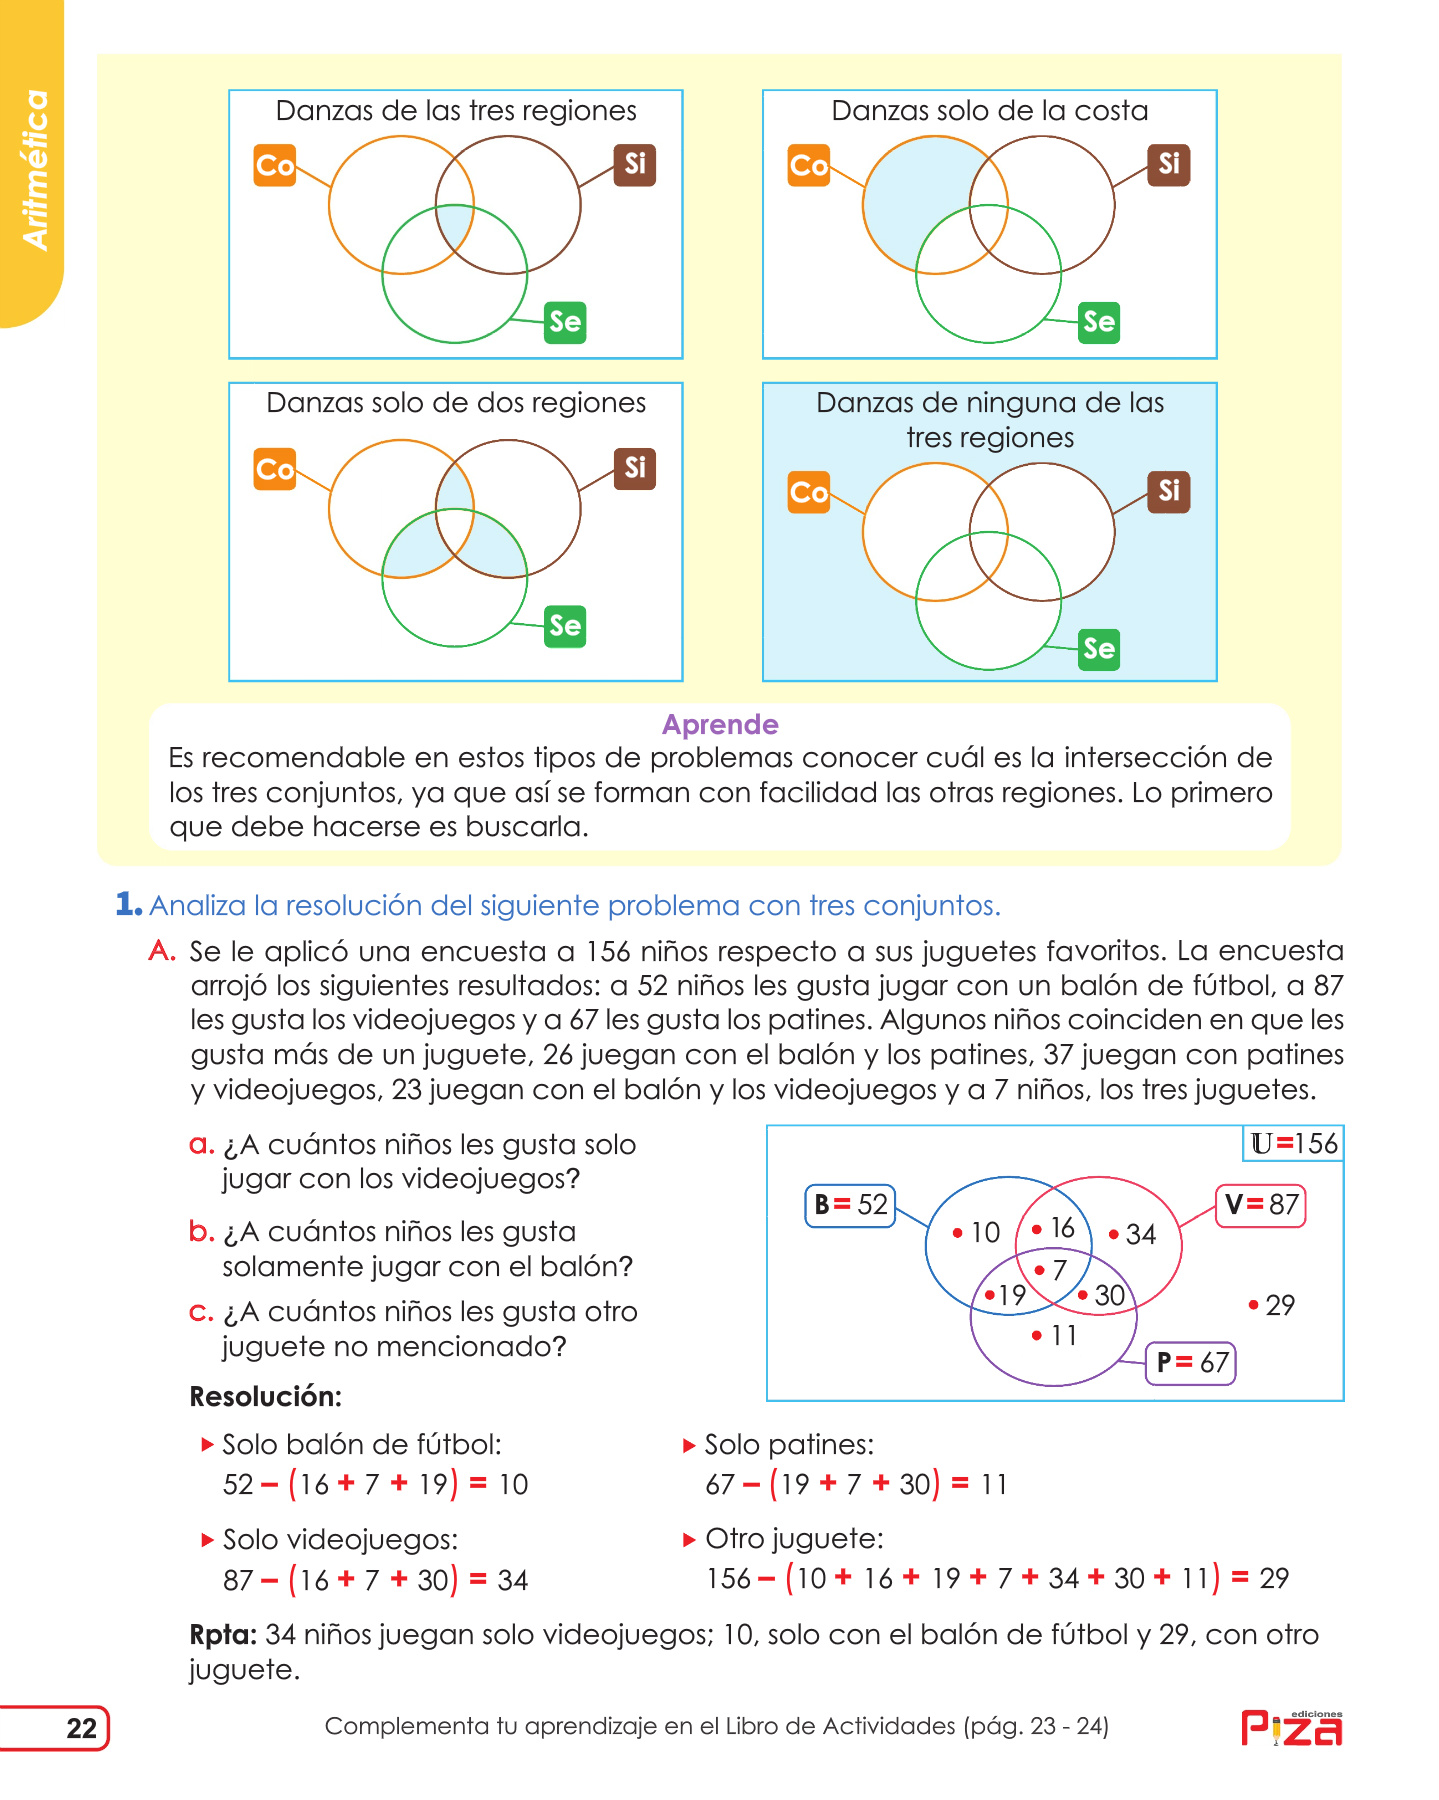 Aritmética
Danzas de las tres regiones
Co
Si
Se
Danzas solo de la costa
Co
Si
Se
Danzas solo de dos regiones
Co
Si
Se
Danzas de ninguna de las
tres regiones
Co
Si
Se
Aprende
Es recomendable en estos tipos de problemas conocer cuál es la intersección de
los tres conjuntos, ya que así se forman con facilidad las otras regiones. Lo primero
que debe hacerse es buscarla.
1. Analiza la resolución del siguiente problema con tres conjuntos.
A. Se le aplicó una encuesta a 156 niños respecto a sus juguetes favoritos. La encuesta
arrojó los siguientes resultados: a 52 niños les gusta jugar con un balón de fútbol, a 87
les gusta los videojuegos y a 67 les gusta los patines. Algunos niños coinciden en que les
gusta más de un juguete, 26 juegan con el balón y los patines, 37 juegan con patines
y videojuegos, 23 juegan con el balón y los videojuegos y a 7 niños, los tres juguetes.
a. ¿A cuántos niños les gusta solo
jugar con los videojuegos?
b. ¿A cuántos niños les gusta
solamente jugar con el balón?
c. ¿A cuántos niños les gusta otro
juguete no mencionado?
𝕌=156
B= 52
V= 87
• 10
• 16
• 34
• 7
• 19
• 30
• 29
• 11
P= 67
Resolución:
▶ Solo balón de fútbol:
52 – (16 + 7 + 19) = 10
▶ Solo patines:
67 – (19 + 7 + 30) = 11
▶ Solo videojuegos:
87 – (16 + 7 + 30) = 34
▶ Otro juguete:
156 – (10 + 16 + 19 + 7 + 34 + 30 + 11) = 29
Rpta: 34 niños juegan solo videojuegos; 10, solo con el balón de fútbol y 29, con otro
juguete.
22
Complementa tu aprendizaje en el Libro de Actividades (pág. 23 - 24)
ediciones
Piza